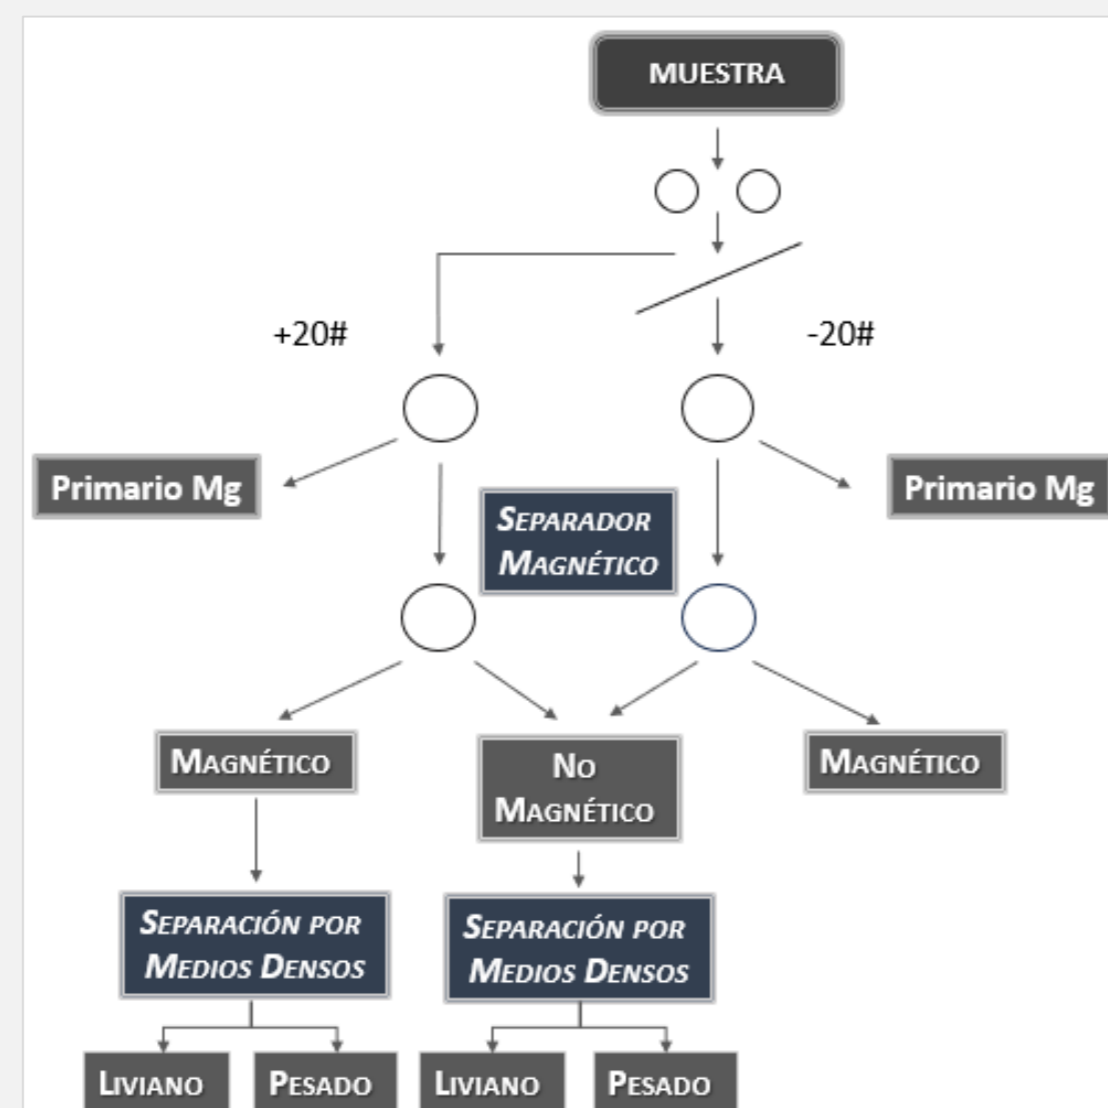 MUESTRA
+20#
-20#
Primario Mg
Primario Mg
SEPARADOR
MAGNÉTICO
MAGNÉTICO
NO
MAGNÉTICO
MAGNÉTICO
SEPARACIÓN POR
MEDIOS DENSOS
SEPARACIÓN POR
MEDIOS DENSOS
LIVIANO
PESADO
LIVIANO
PESADO